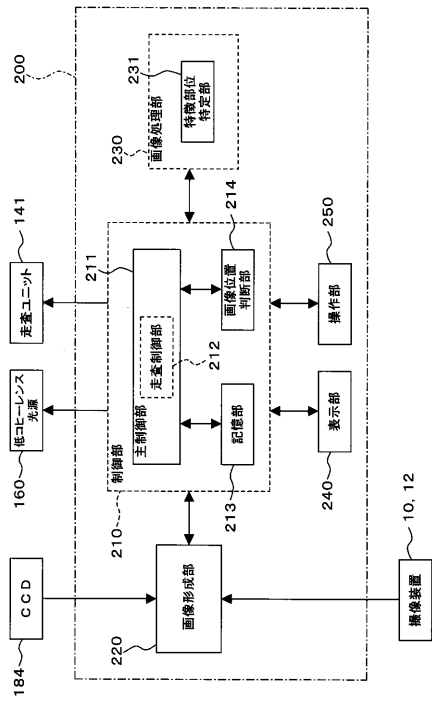 200
CCD
184
低コヒーレンス
光源
160
走査ユニット
141
画像形成部
220
制御部
210
主制御部
211
走査制御部
212
記憶部
213
画像位置
判断部
214
画像処理部
230
特徴部位
特定部
231
撮像装置
10, 12
表示部
240
操作部
250